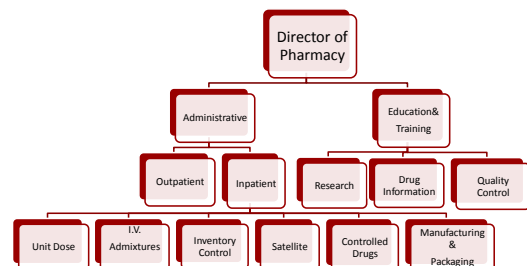 Director of
Pharmacy
Administrative
Education&
Training
Outpatient
Inpatient
Research
Drug
Information
Quality
Control
Unit Dose
I.V.
Admixtures
Inventory
Control
Satellite
Controlled
Drugs
Manufacturing
&
Packaging